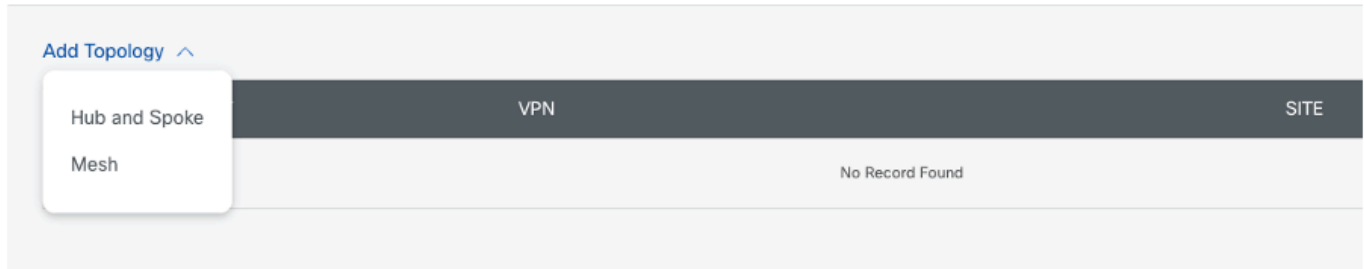 Add Topology
VPN SITE
Hub and Spoke
Mesh
No Record Found